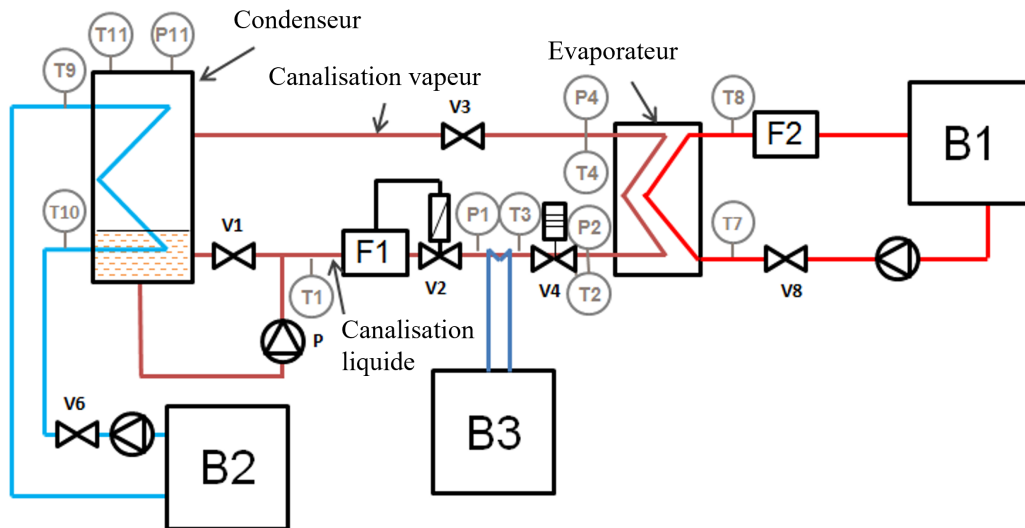 Condenseur
T11
P11
Evaporateur
T9
Canalisation vapeur
V3
P4
T8
F2
B1
T4
T10
V1
F1
P1
T3
P2
T7
V2
V4
T2
V8
T1
P
Canalisation
liquide
V6
B2
B3